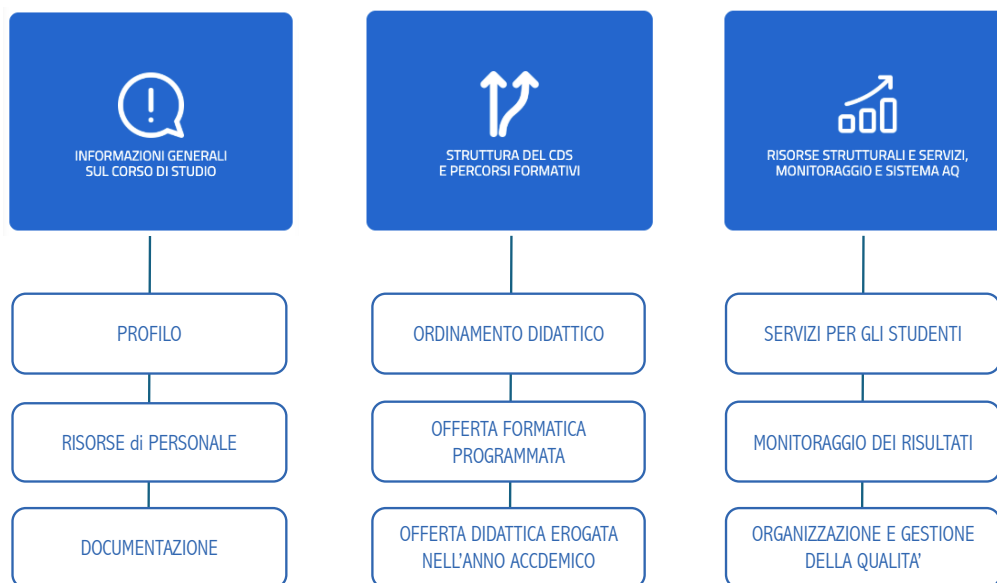 INFORMAZIONI GENERALI
SUL CORSO DI STUDIO
PROFILO
RISORSE di PERSONALE
DOCUMENTAZIONE
STRUTTURA DEL CDS
E PERCORSI FORMATIVI
ORDINAMENTO DIDATTICO
OFFERTA FORMATICA
PROGRAMMATA
OFFERTA DIDATTICA EROGATA
NELL'ANNO ACCDEMICO
RISORSE STRUTTURALI E SERVIZI,
MONITORAGGIO E SISTEMA AQ
SERVIZI PER GLI STUDENTI
MONITORAGGIO DEI RISULTATI
ORGANIZZAZIONE E GESTIONE
DELLA QUALITA'